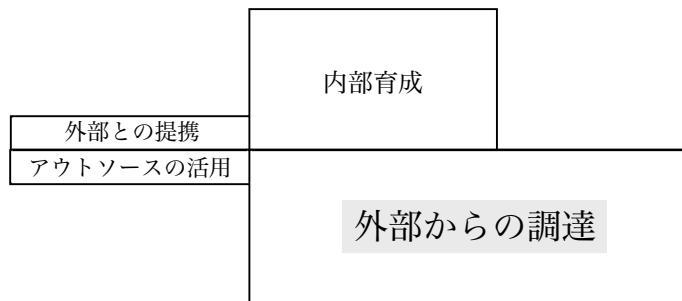 内部育成
外部との提携
アウトソースの活用
外部からの調達